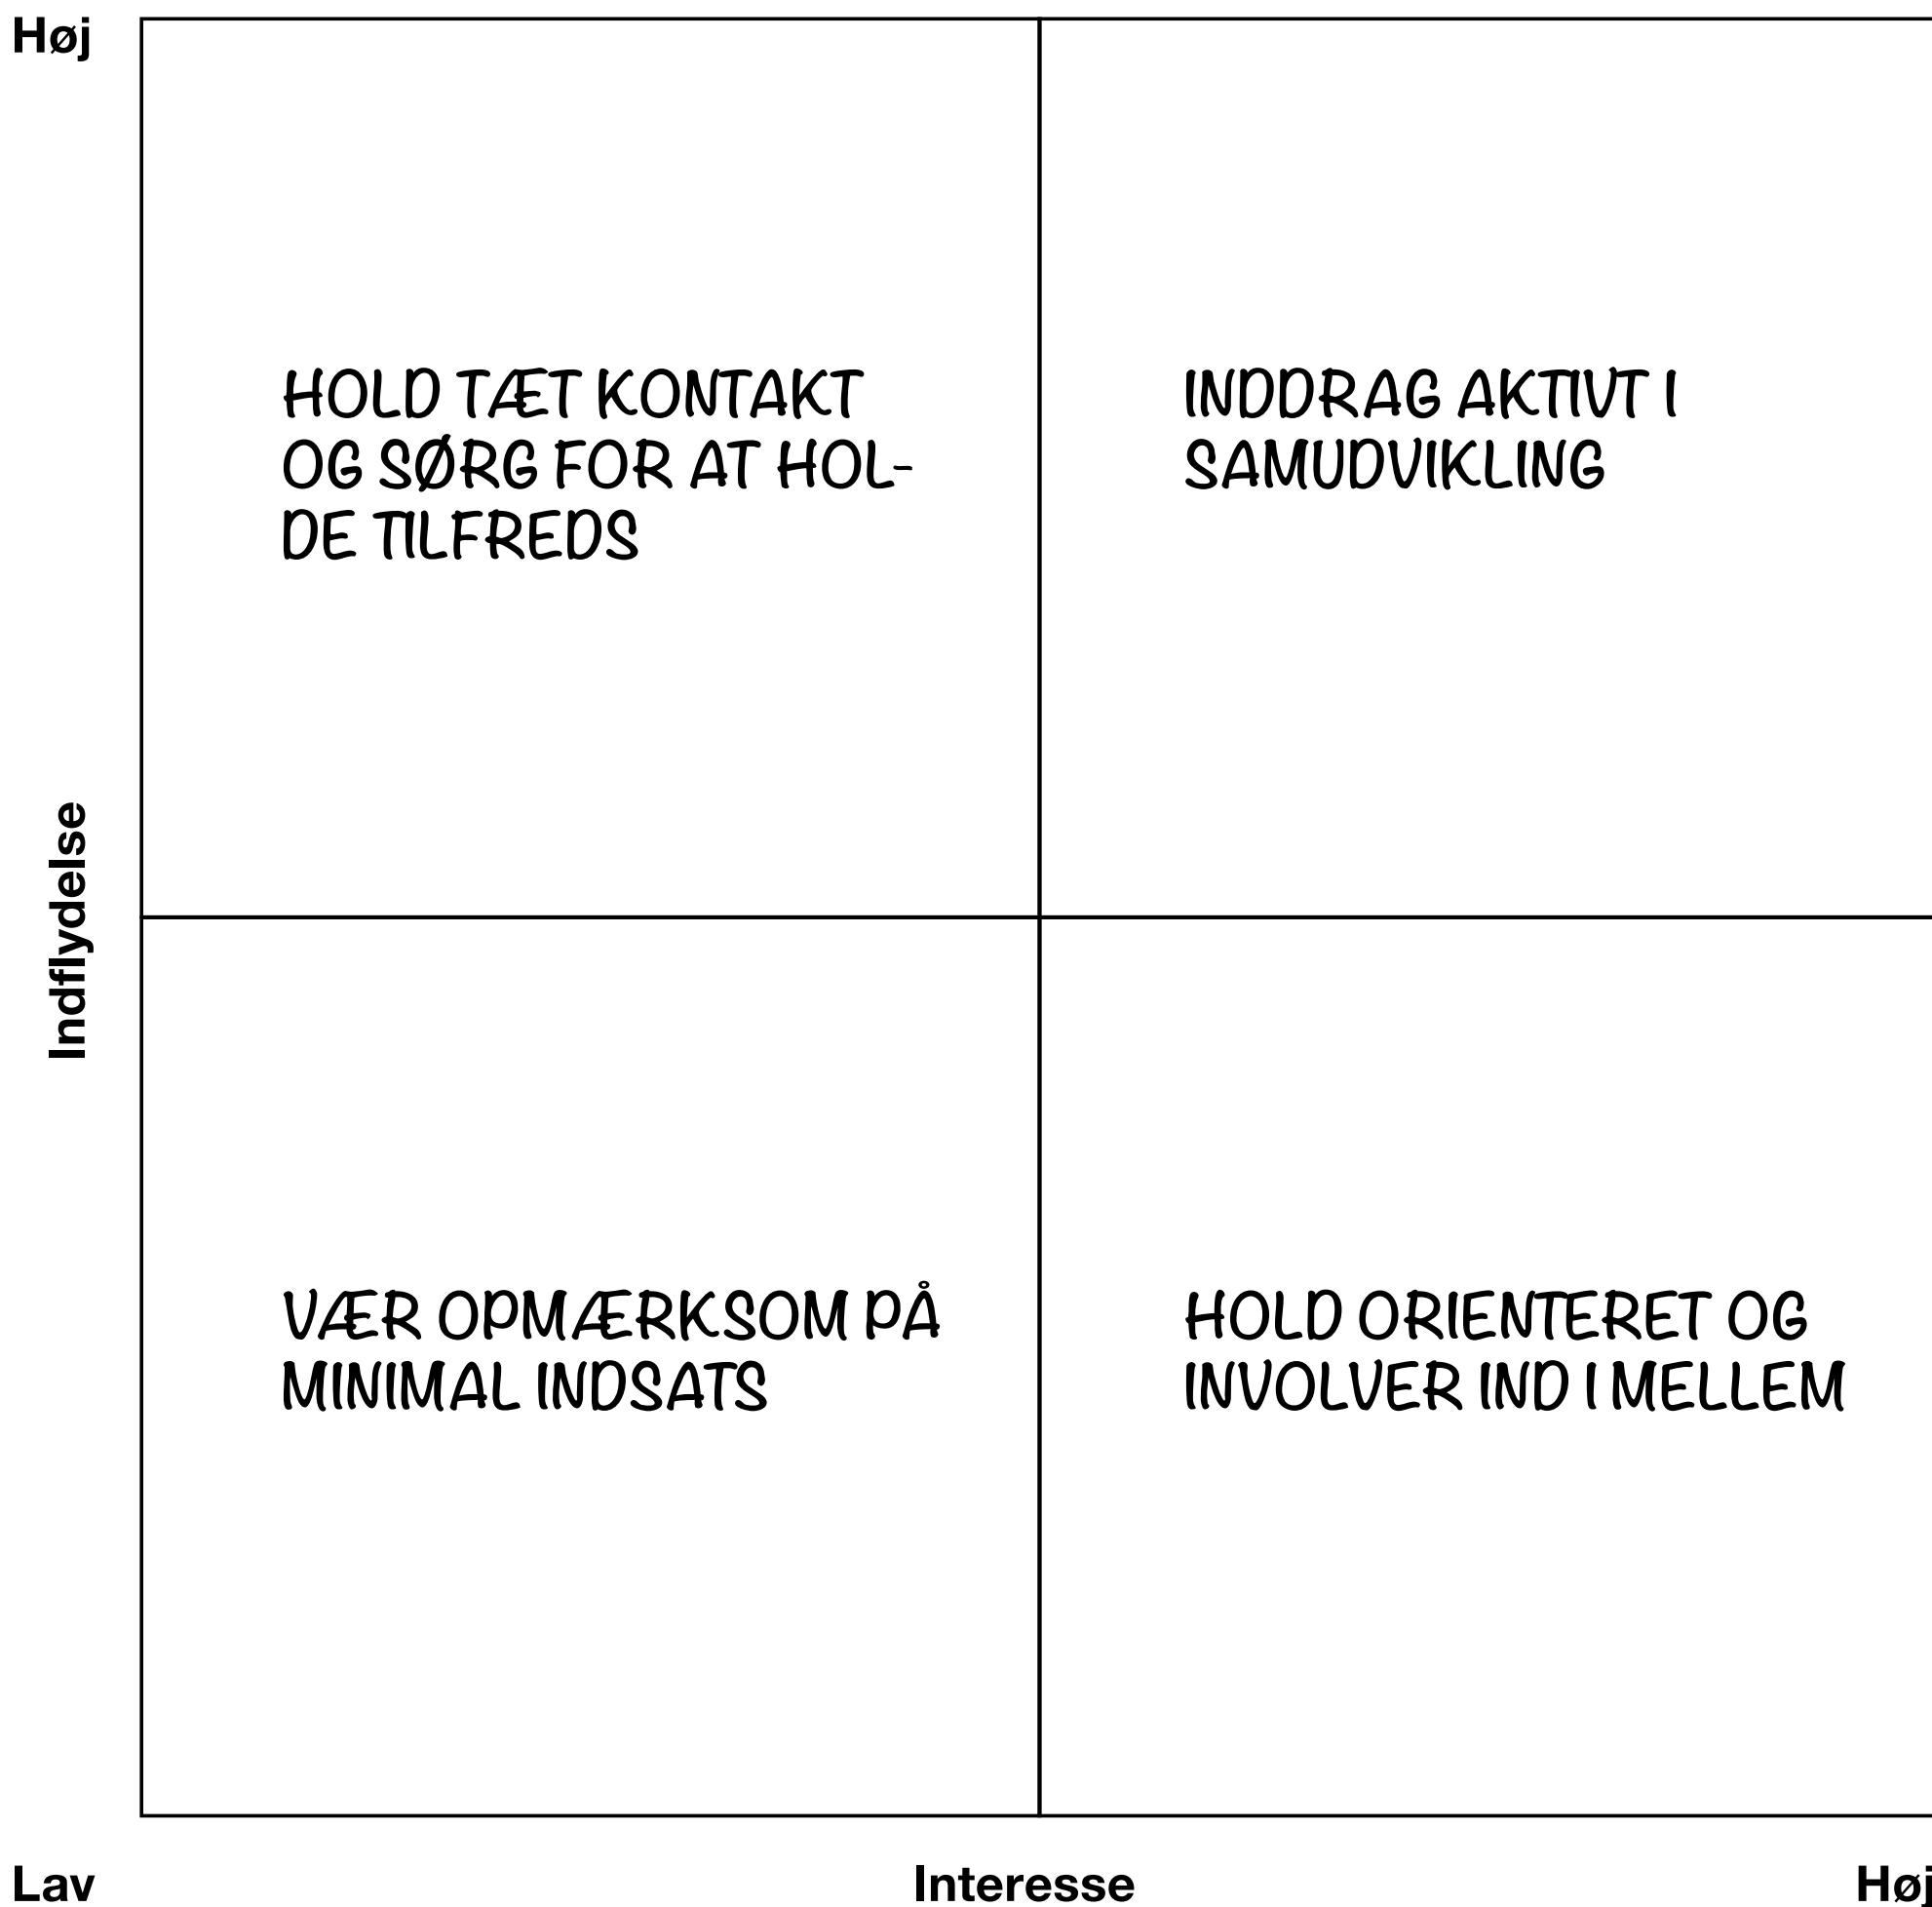 Høj
HOLD TÆT KONTAKT
OG SØRG FOR AT HOL-
DE TILFREDS
INDDRAG AKTIVT I
SAMUDVIKLING
Indflydelse
VÆR OPMÆRKSOM PÅ
MINIMAL INDSATS
HOLD ORIENTERET OG
INVOLVER IND I MELLEM
Lav
Interesse
Høj